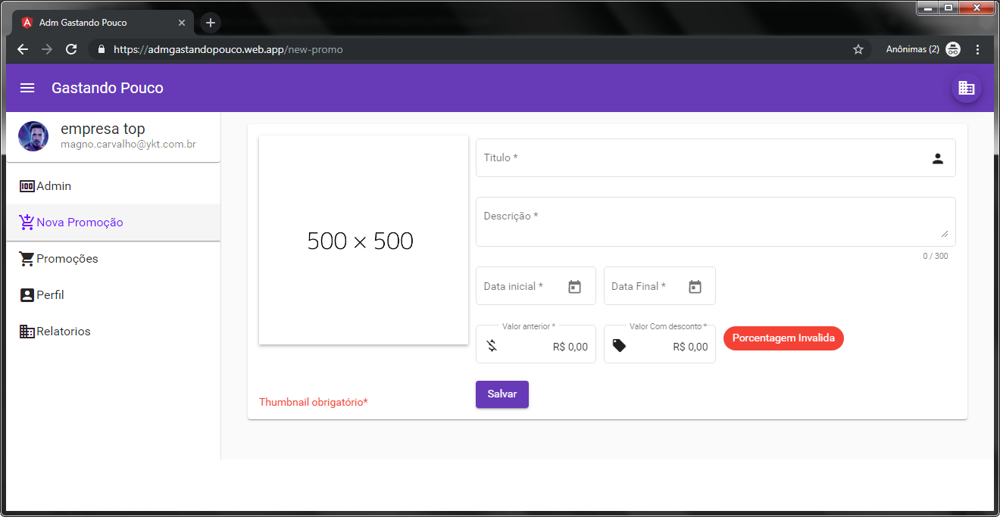 Adm Gastando Pouco
https://admgastandopouco.web.app/new-promo
Anônimas (2)
Gastando Pouco
empresa top
magno.carvalho@ykt.com.br
100
Admin
Nova Promoção
Promoções
Perfil
Relatorios
500 × 500
Thumbnail obrigatório*
Titulo *
Descrição *
0 / 300
Data inicial *
Data Final *
Valor anterior *
R$ 0,00
Valor Com desconto *
R$ 0,00
Porcentagem Invalida
Salvar